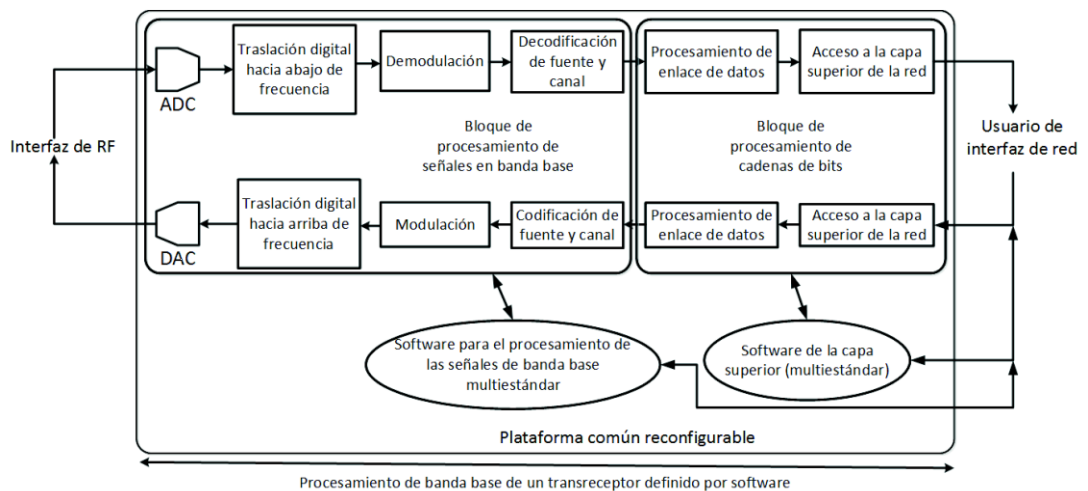 Traslación digital
hacia abajo de
frecuencia
Demodulación
Decodificación
de fuente y
canal
Procesamiento de
enlace de datos
Acceso a la capa
superior de la red
ADC
Interfaz de RF
Bloque de
procesamiento de
señales en banda base
Bloque de
procesamiento de
cadenas de bits
Usuario de
interfaz de red
Traslación digital
hacia arriba de
frecuencia
Modulación
Codificación de
fuente y canal
Procesamiento de
enlace de datos
Acceso a la capa
superior de la red
DAC
Software para el procesamiento de
las señales de banda base
multiestándar
Software de la capa
superior (multiestándar)
Plataforma común reconfigurable
Procesamiento de banda base de un transreceptor definido por software